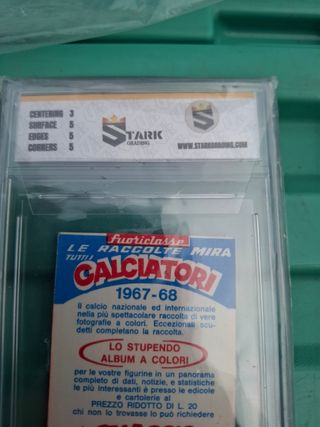 CENTERING 3
SURFACE 5
EDGES 5
CORNERS 5
STARK
GRADING
WWW.STARKGRADING.COM
Fuoriclasse
LE RACCOLTE MIRA
TUTTI I
CALCIATORI
1967-68
Il calcio nazionale ed internazionale
nella più spettacolare raccolta di vere
fotografie a colori. Eccezionali scu-
detti completano la raccolta.
LO STUPENDO
ALBUM A COLORI
per le vostre figurine in un panorama
completo di dati, notizie, e statistiche
le più interessanti è presso le edicole
e cartolerie al
PREZZO RIDOTTO DI L. 20
chi non lo trovasse lo può richiedere